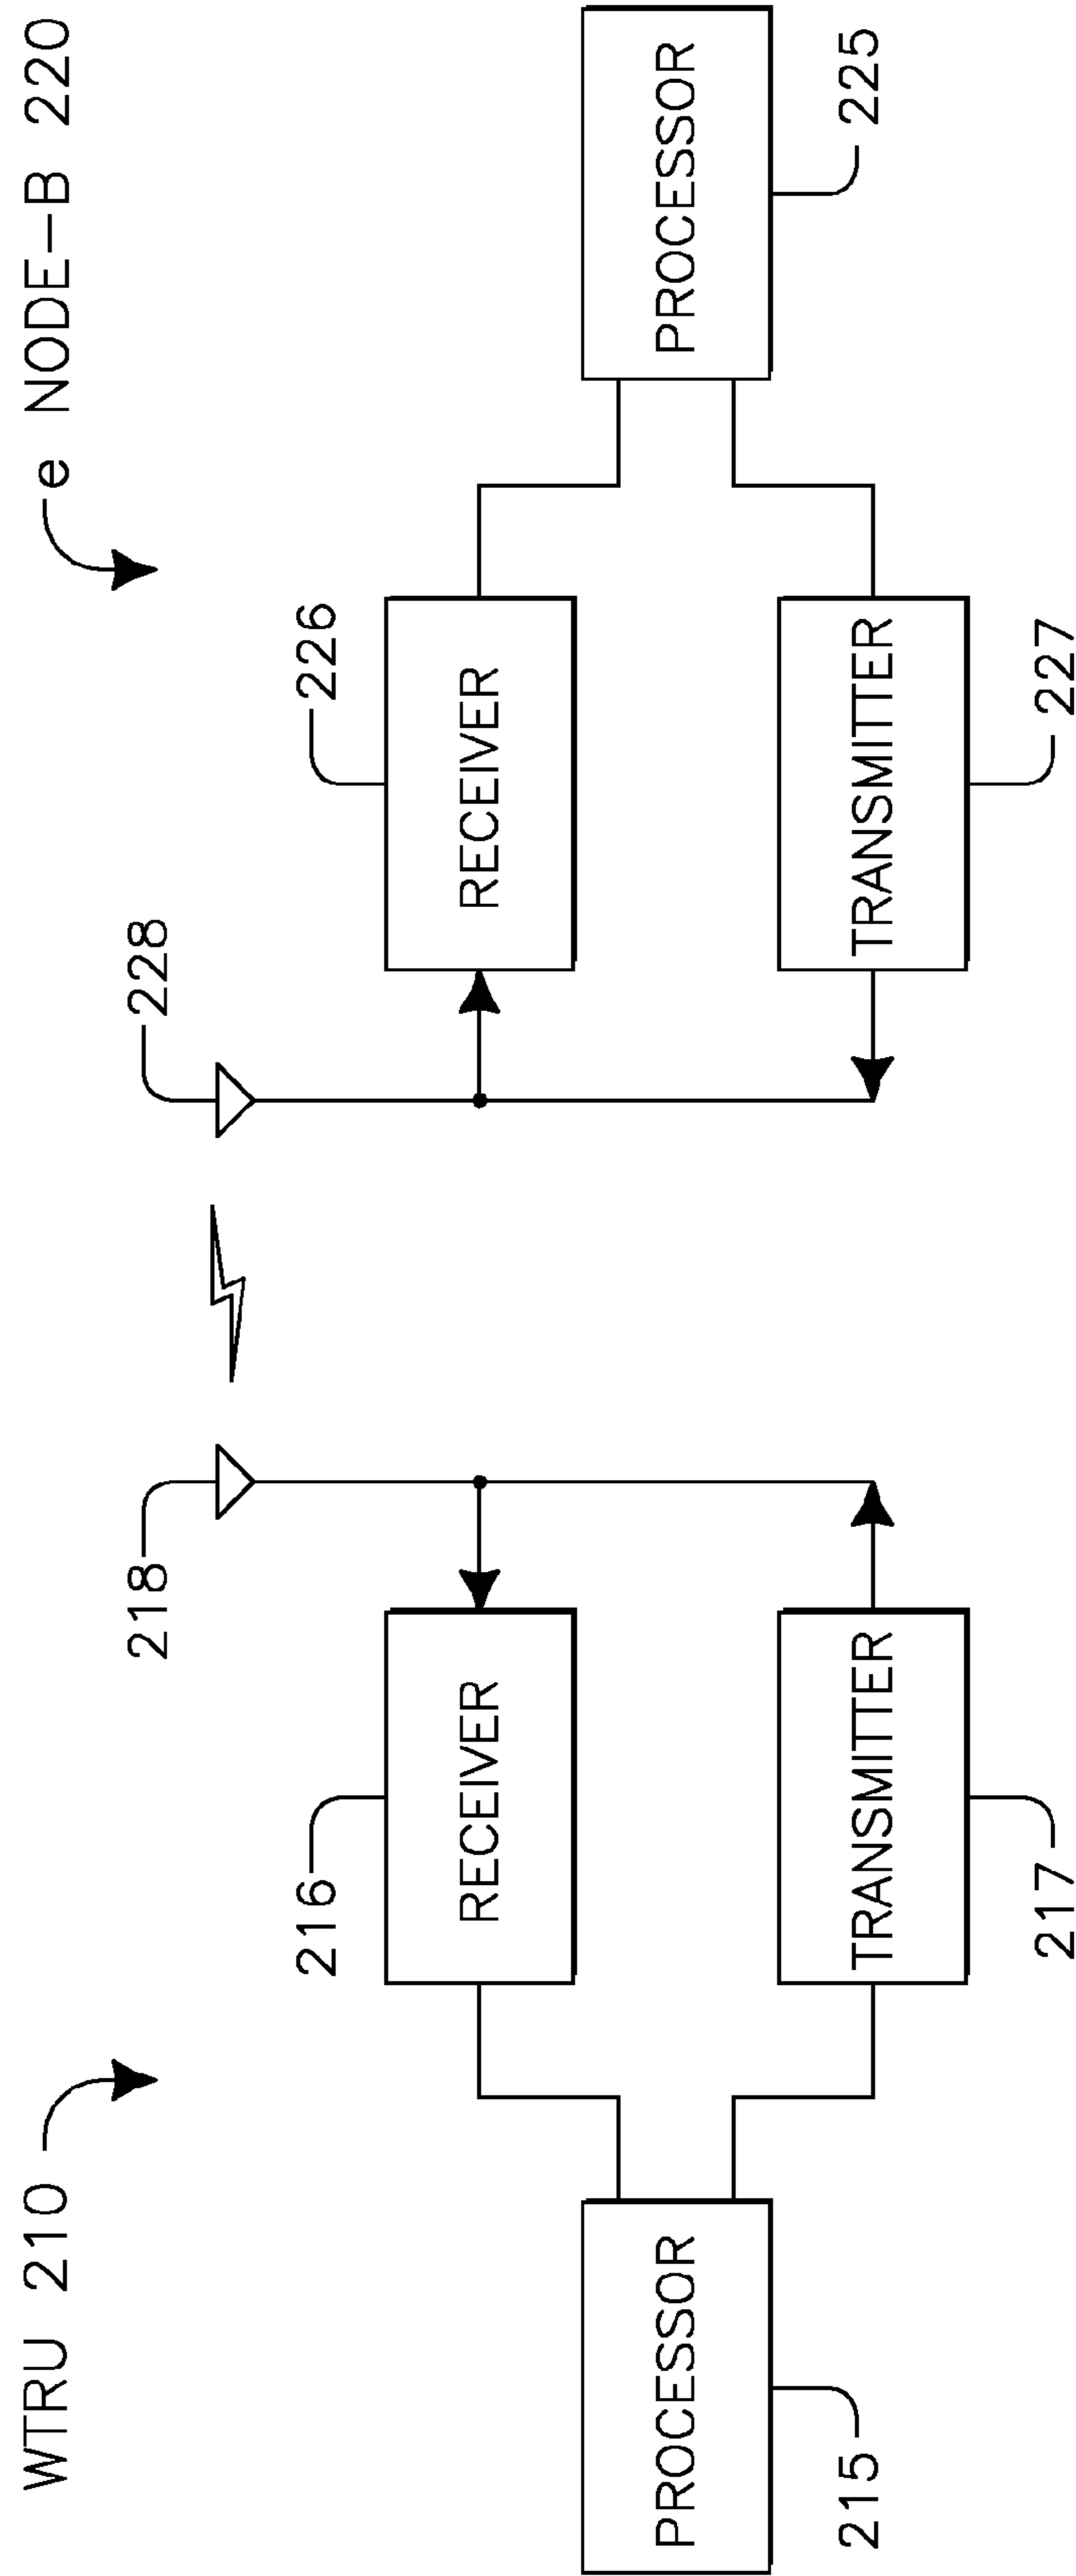 WTRU 210
e NODE-B 220
218
228
216
226
RECEIVER
RECEIVER
PROCESSOR
PROCESSOR
215
225
TRANSMITTER
TRANSMITTER
217
227